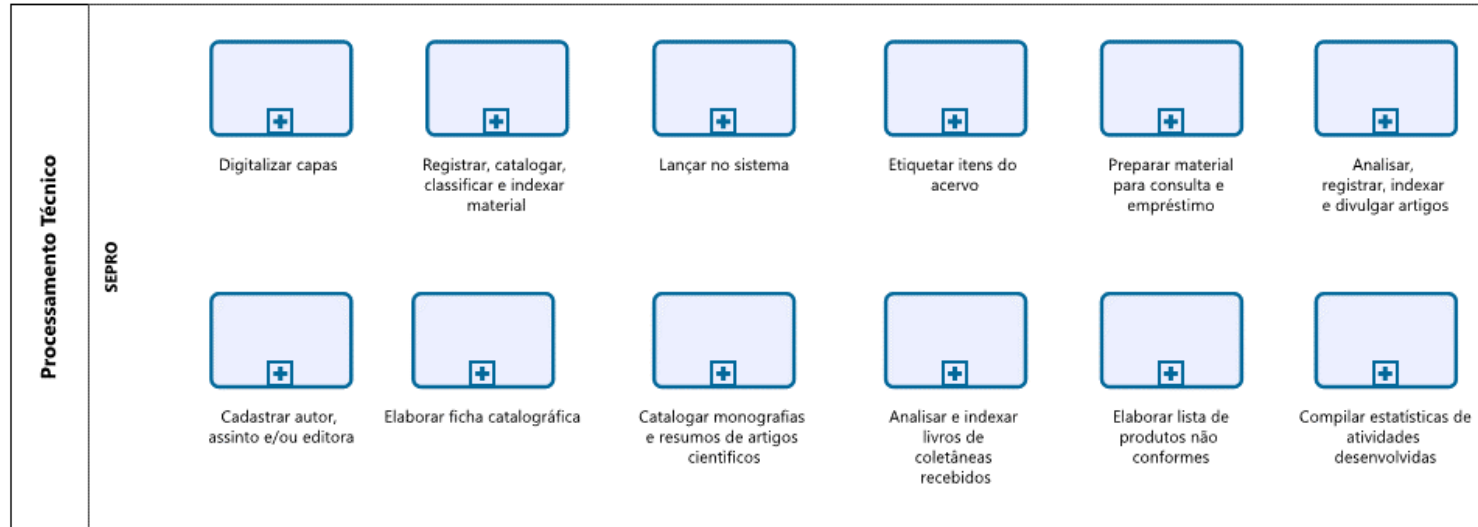 Processamento Técnico
SEPRO
Digitalizar capas
Registrar, catalogar,
classificar e indexar
material
Lançar no sistema
Etiquetar itens do
acervo
Preparar material
para consulta e
empréstimo
Analisar,
registrar, indexar
e divulgar artigos
Cadastrar autor,
assinto e/ou editora
Elaborar ficha catalográfica
Catalogar monografias
e resumos de artigos
cientificos
Analisar e indexar
livros de
coletâneas
recebidos
Elaborar lista de
produtos não
conformes
Compilar estatísticas de
atividades
desenvolvidas